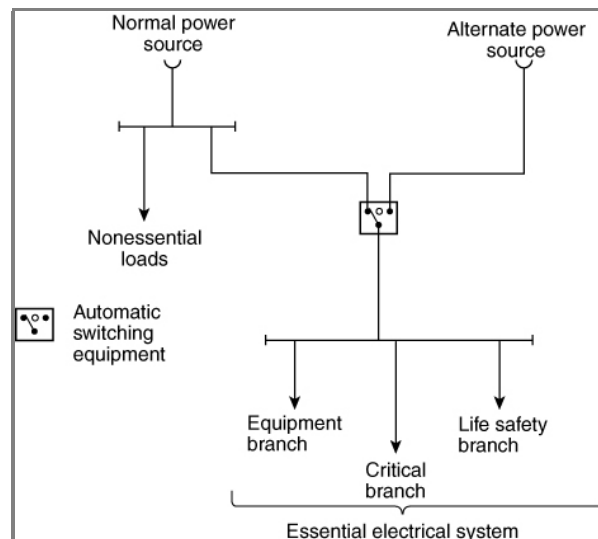 Normal power
source
Alternate power
source
Nonessential
loads
Automatic
switching
equipment
Equipment
branch
Critical
branch
Life safety
branch
Essential electrical system